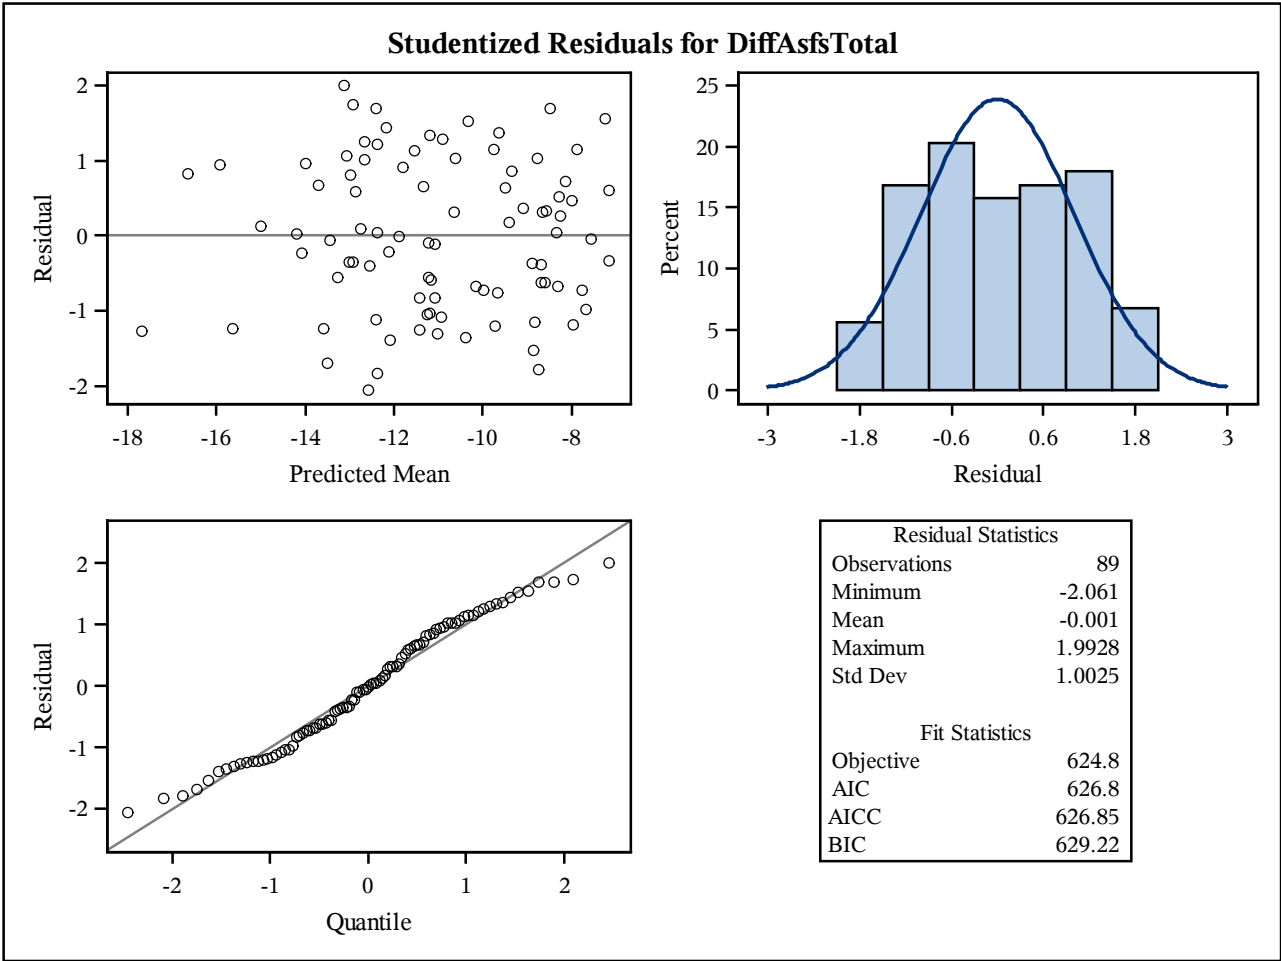 Studentized Residuals for DiffAsfsTotal
2
1
0
-1
-2
Residual
-18 -16 -14 -12 -10 -8
Predicted Mean
25
20
15
10
5
0
Percent
-3 -1.8 -0.6 0.6 1.8 3
Residual
2
1
0
-1
-2
Residual
-2 -1 0 1 2
Quantile
Residual Statistics
Observations 89
Minimum -2.061
Mean -0.001
Maximum 1.9928
Std Dev 1.0025
Fit Statistics
Objective 624.8
AIC 626.8
AICC 626.85
BIC 629.22